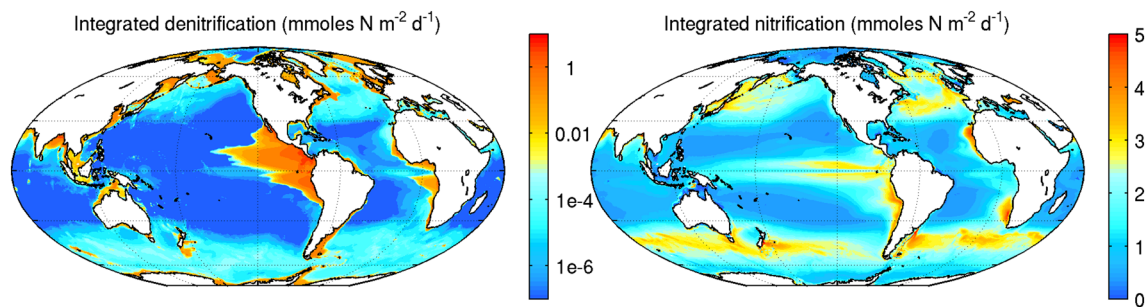 Integrated denitrification (mmoles N m⁻² d⁻¹)
1
0.01
1e-4
1e-6
Integrated nitrification (mmoles N m⁻² d⁻¹)
5
4
3
2
1
0